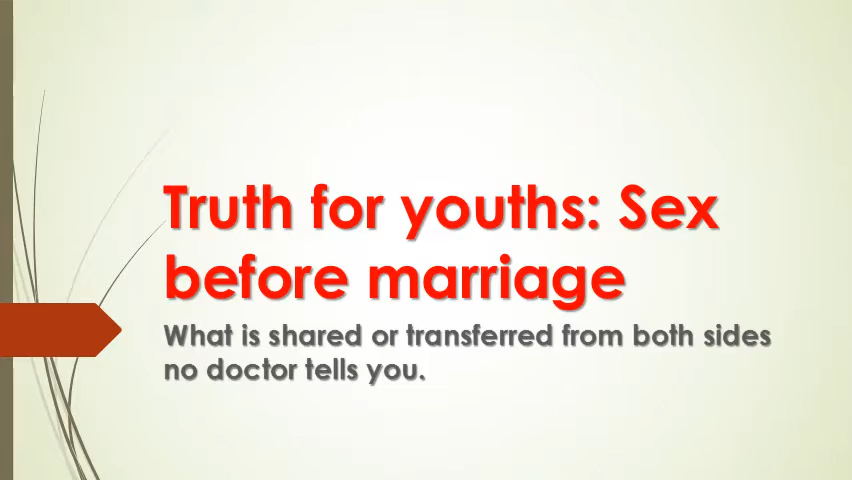 Truth for youths: Sex
before marriage
What is shared or transferred from both sides
no doctor tells you.